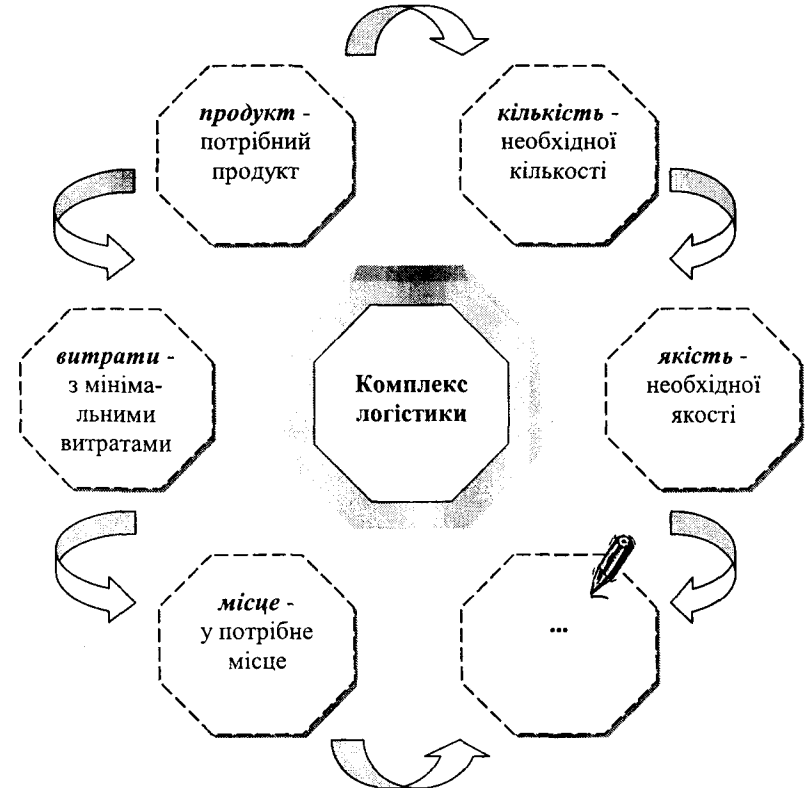 продукт -
потрібний
продукт
кількість -
необхідної
кількості
витрати -
з мініма-
льними
витратами
Комплекс
логістики
якість -
необхідної
якості
місце -
у потрібне
місце
...